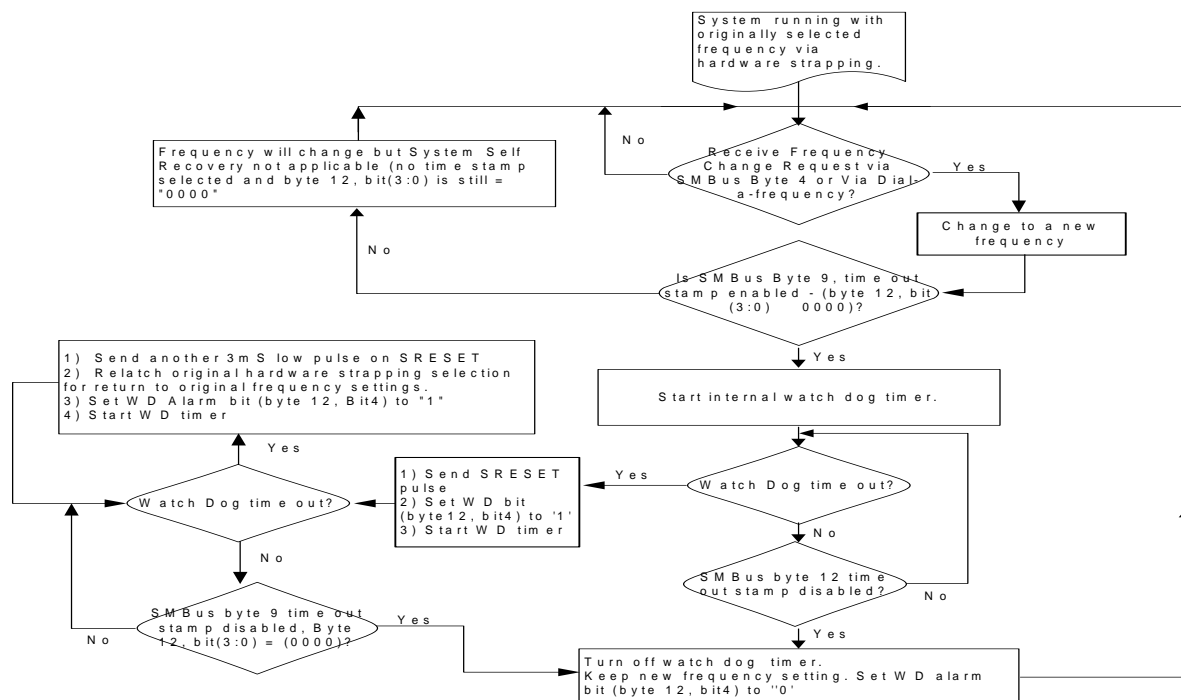 System running with
originally selected
frequency via
hardware strapping.
No
Receive Frequency
Change Request via
SMBus Byte 4 or Via Dial-
a-frequency?
Yes
Frequency will change but System Self
Recovery not applicable (no time stamp
selected and byte 12, bit(3:0) is still =
"0000"
Change to a new
frequency
No
Is SMBus Byte 9, time out
stamp enabled - (byte 12, bit
(3:0) 0000)?
Yes
1) Send another 3mS low pulse on SRESET
2) Relatch original hardware strapping selection
for return to original frequency settings.
3) Set WD Alarm bit (byte 12, Bit4) to "1"
4) Start WD timer
Start internal watch dog timer.
Yes
Watch Dog time out?
1) Send SRESET
pulse
2) Set WD bit
(byte12, bit4) to '1'
3) Start WD timer
Yes
Watch Dog time out?
No
No
SMBus byte 12 time
out stamp disabled?
No
SMBus byte 9 time out
stamp disabled, Byte
12, bit(3:0) = (0000)?
No
Yes
Yes
Turn off watch dog timer.
Keep new frequency setting. Set WD alarm
bit (byte 12, bit4) to ''0'